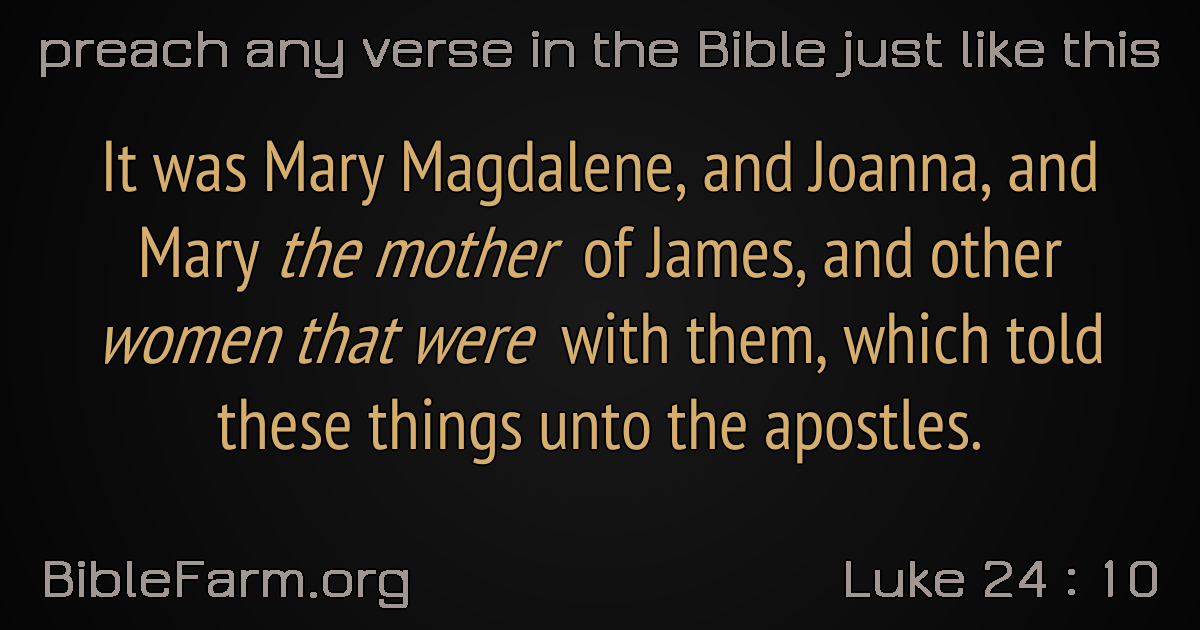 preach any verse in the Bible just like this
It was Mary Magdalene, and Joanna, and
Mary the mother of James, and other
women that were with them, which told
these things unto the apostles.
BibleFarm.org
Luke 24 : 10